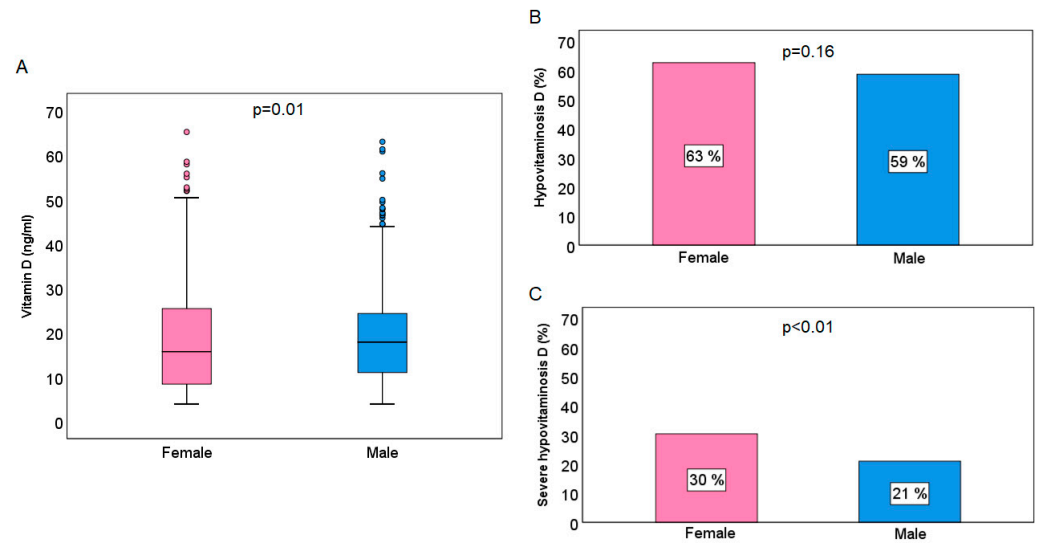 A
p=0.01
Vitamin D (ng/ml)
70
60
50
40
30
20
10
0
Female
Male
B
p=0.16
Hypovitaminosis D (%)
70
60
50
40
30
20
10
0
63 %
59 %
Female
Male
C
p<0.01
Severe hypovitaminosis D (%)
70
60
50
40
30
20
10
0
30 %
21 %
Female
Male